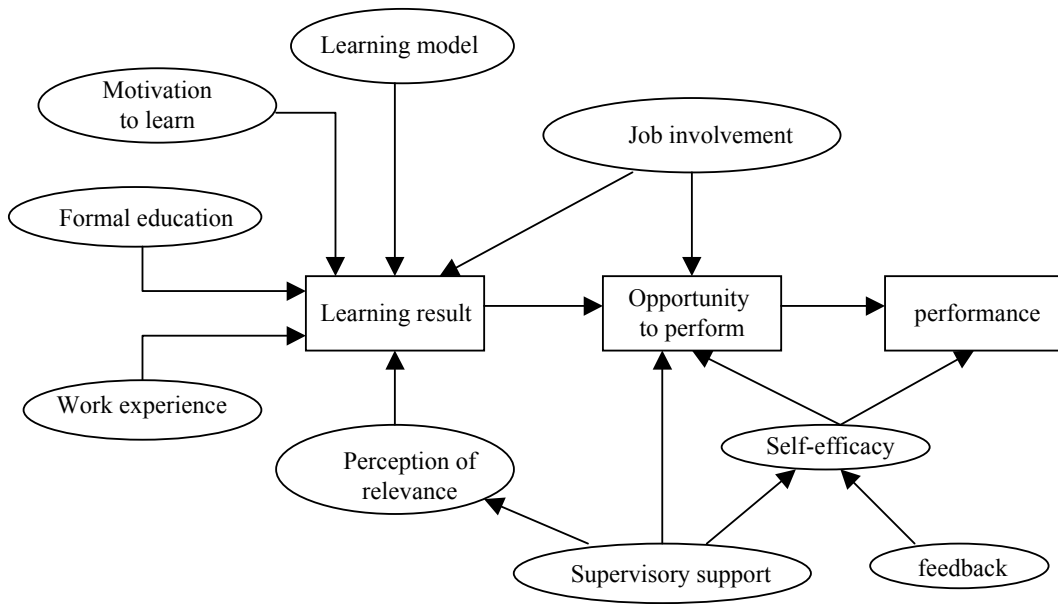 Learning model
Motivation
to learn
Job involvement
Formal education
Learning result
Opportunity
to perform
performance
Work experience
Perception of
relevance
Self-efficacy
Supervisory support
feedback